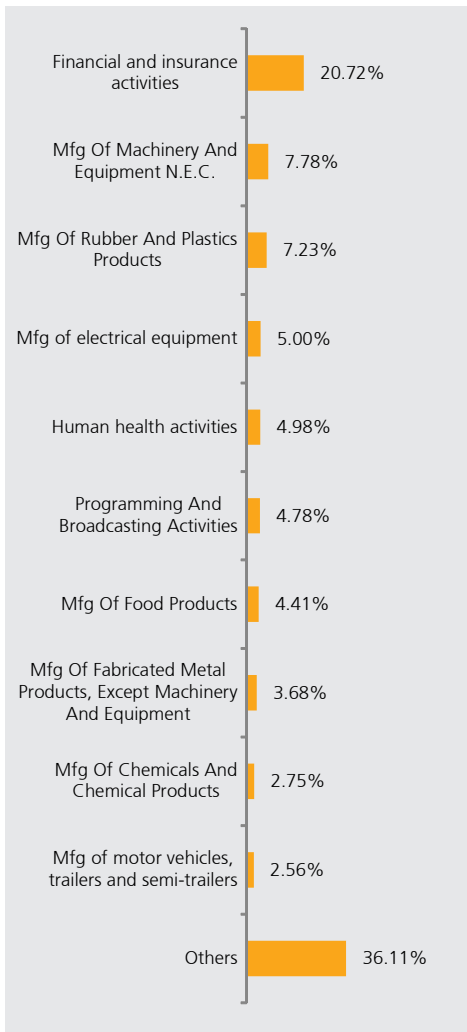 Financial and insurance
activities
20.72%
Mfg Of Machinery And
Equipment N.E.C.
7.78%
Mfg Of Rubber And Plastics
Products
7.23%
Mfg of electrical equipment
5.00%
Human health activities
4.98%
Programming And
Broadcasting Activities
4.78%
Mfg Of Food Products
4.41%
Mfg Of Fabricated Metal
Products, Except Machinery
And Equipment
3.68%
Mfg Of Chemicals And
Chemical Products
2.75%
Mfg of motor vehicles,
trailers and semi-trailers
2.56%
Others
36.11%